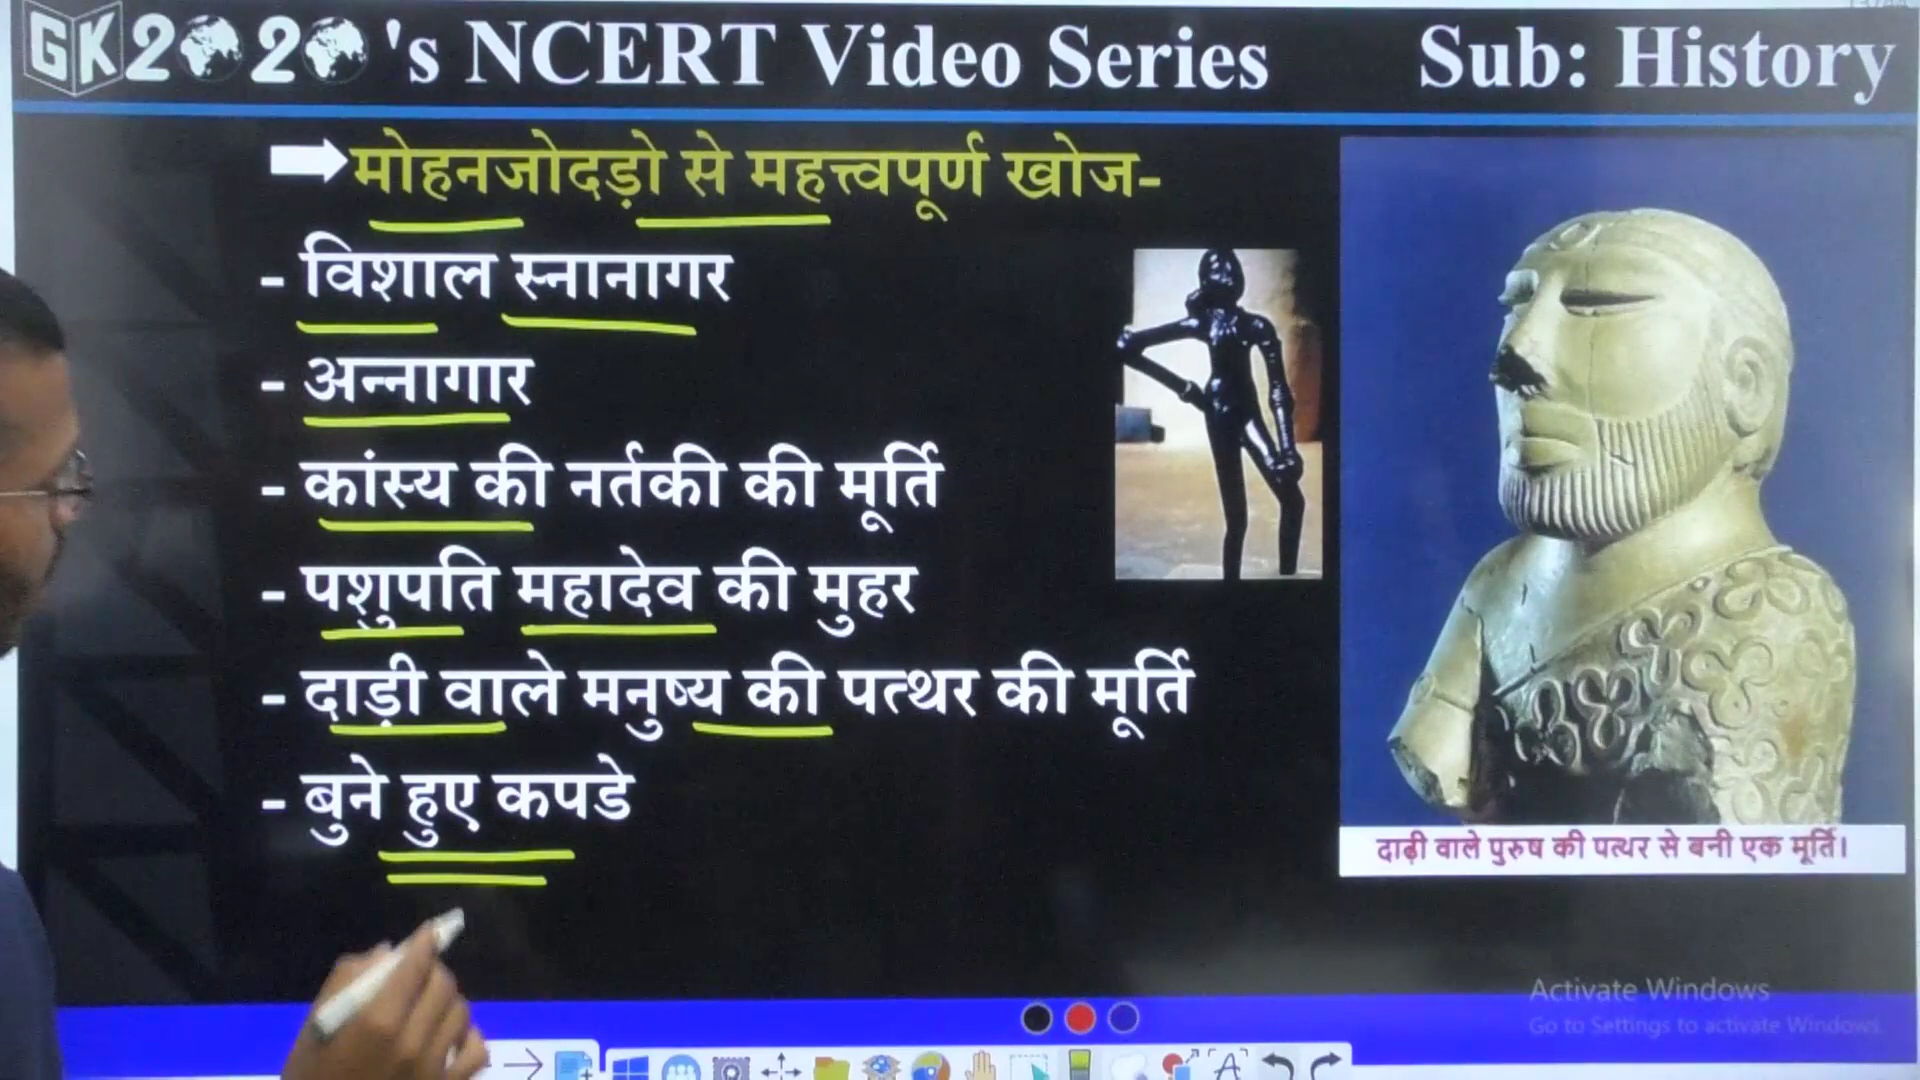 GK2020's NCERT Video Series Sub: History
मोहनजोदड़ो से महत्त्वपूर्ण खोज-
- विशाल स्नानागर
- अन्नागार
- कांस्य की नर्तकी की मूर्ति
- पशुपति महादेव की मुहर
- दाड़ी वाले मनुष्य की पत्थर की मूर्ति
- बुने हुए कपडे
दाढ़ी वाले पुरुष की पत्थर से बनी एक मूर्ति।
Activate Windows
Go to Settings to activate Windows.